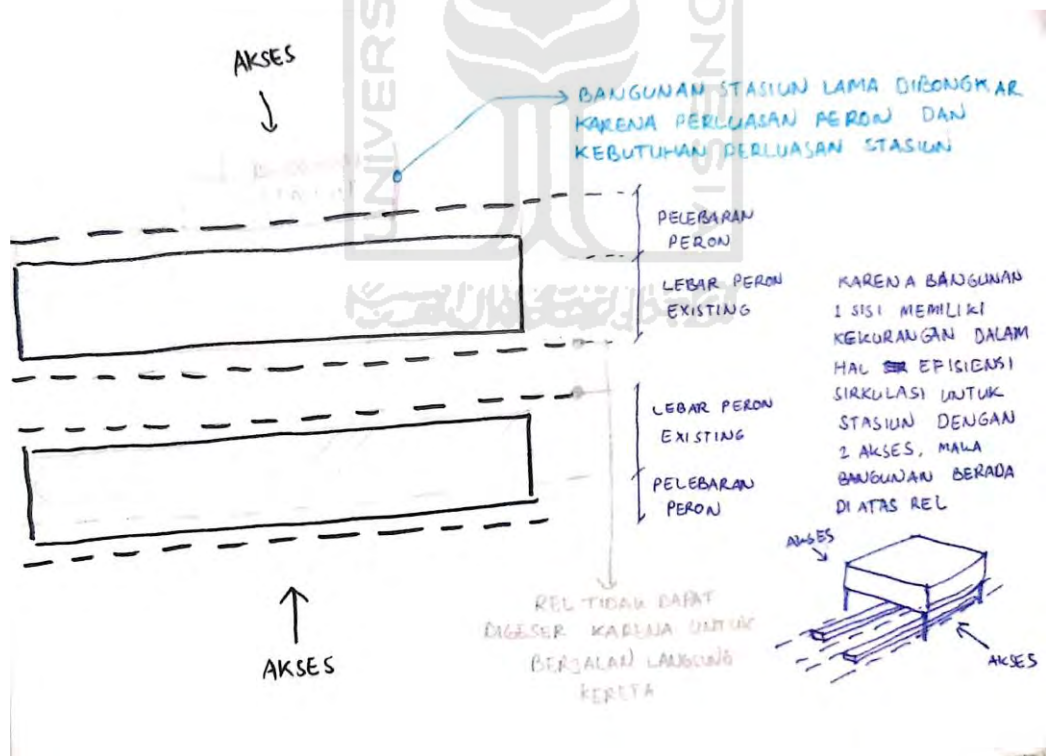 AKSES
BANGUNAN STASIUN LAMA DIBONGKAR
KARENA PERLUASAN PERON DAN
KEBUTUHAN PERLUASAN STASIUN
PELEBARAN
PERON
LEBAR PERON
EXISTING
LEBAR PERON
EXISTING
PELEBARAN
PERON
KARENA BANGUNAN
1 SISI MEMILIKI
KEKURANGAN DALAM
HAL EFISIENSI
SIRKULASI UNTUK
STASIUN DENGAN
2 AKSES, MAKA
BANGUNAN BERADA
DI ATAS REL
AKSES
AKSES
REL TIDAK DAPAT
DIGESER KARENA UNTUK
BERJALAN LANGSUNG
KERETA
AKSES
UNIVERS